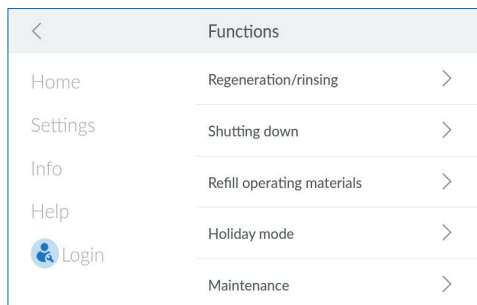 Functions
Home
Settings
Info
Help
Login
Regeneration/rinsing
Shutting down
Refill operating materials
Holiday mode
Maintenance